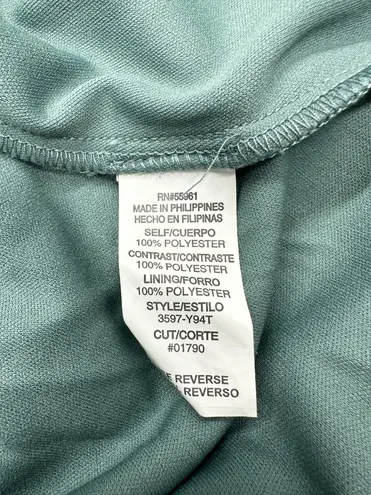 RN#55961
MADE IN PHILIPPINES
HECHO EN FILIPINAS
SELF/CUERPO
100% POLYESTER
CONTRAST/CONTRASTE
100% POLYESTER
LINING/FORRO
100% POLYESTER
STYLE/ESTILO
3597-Y94T
CUT/CORTE
#01790
REVERSE
REVERSO